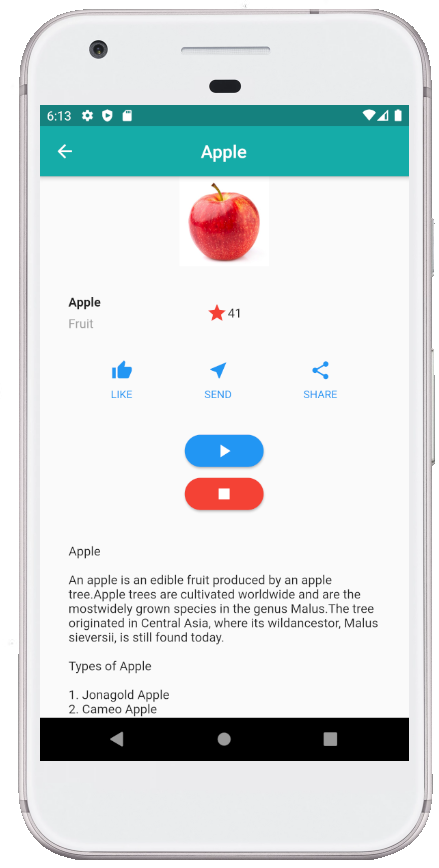 6:13
Apple
Apple
Fruit
41
LIKE
SEND
SHARE
Apple
An apple is an edible fruit produced by an apple
tree.Apple trees are cultivated worldwide and are the
mostwidely grown species in the genus Malus.The tree
originated in Central Asia, where its wildancestor, Malus
sieversii, is still found today.
Types of Apple
1. Jonagold Apple
2. Cameo Apple